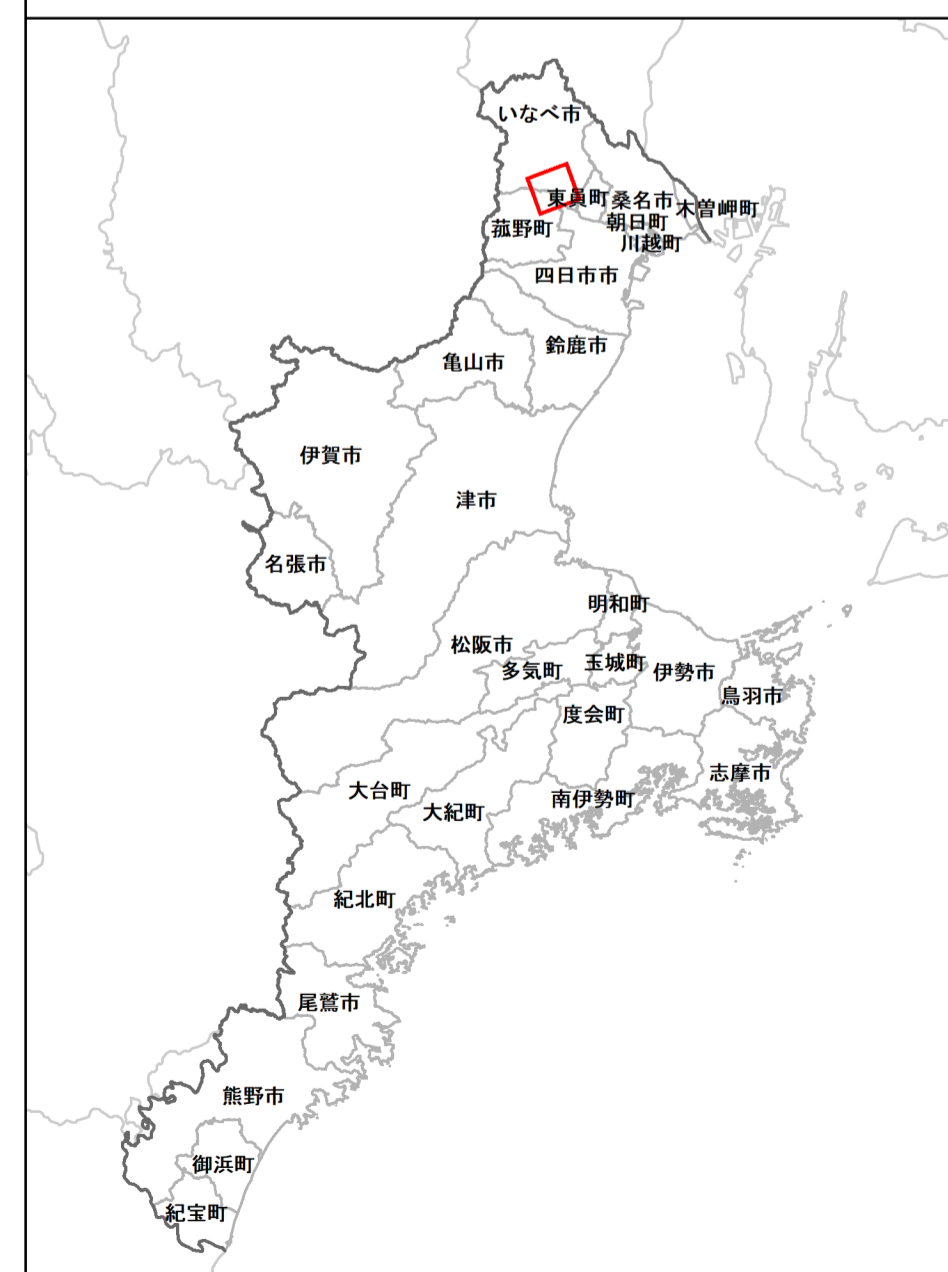 いなべ市
東員町
桑名市
木曽岬町
朝日町
菰野町
川越町
四日市市
鈴鹿市
亀山市
伊賀市
津市
名張市
明和町
松阪市
玉城町
多気町
伊勢市
鳥羽市
度会町
志摩市
大台町
南伊勢町
大紀町
紀北町
尾鷲市
熊野市
御浜町
紀宝町